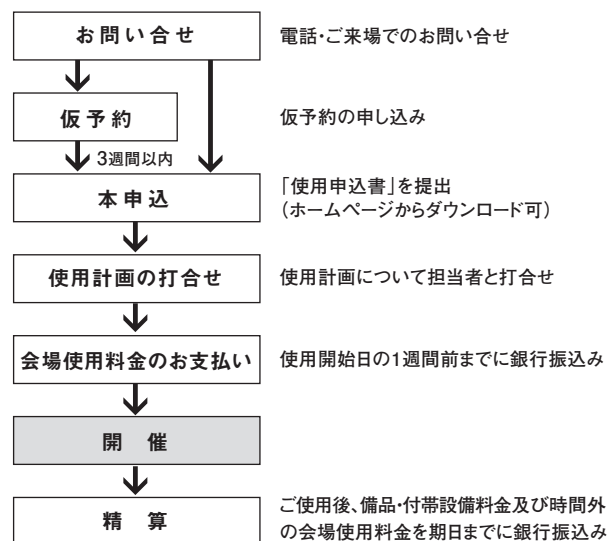 お問い合せ
電話・ご来場でのお問い合せ
仮予約
仮予約の申し込み
3週間以内
本申込
「使用申込書」を提出
(ホームページからダウンロード可)
使用計画の打合せ
使用計画について担当者と打合せ
会場使用料金のお支払い
使用開始日の1週間前までに銀行振込み
開 催
精 算
ご使用後、備品・付帯設備料金及び時間外
の会場使用料金を期日までに銀行振込み